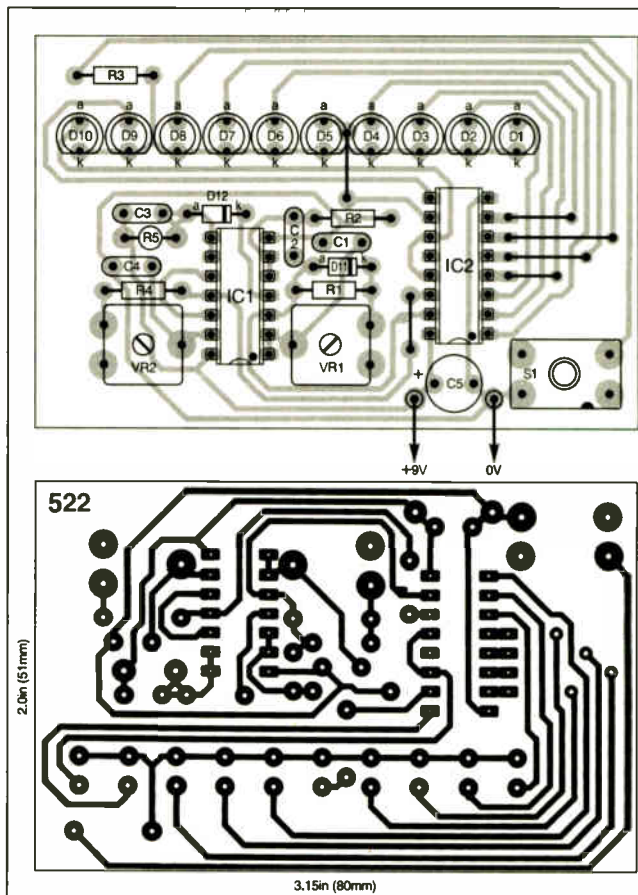 R3
a a a a a a a a a a
D10 D9 D8 D7 D6 D5 D4 D3 D2 D1
k k k k k k k k k k
D12
C3 a k
C2 R2
R5 C1
IC2
C4 IC1 a D11 k
R4 R1
VR2 VR1
+ C5 S1
+9V 0V
522
2.0in (51mm)
3.15in (80mm)